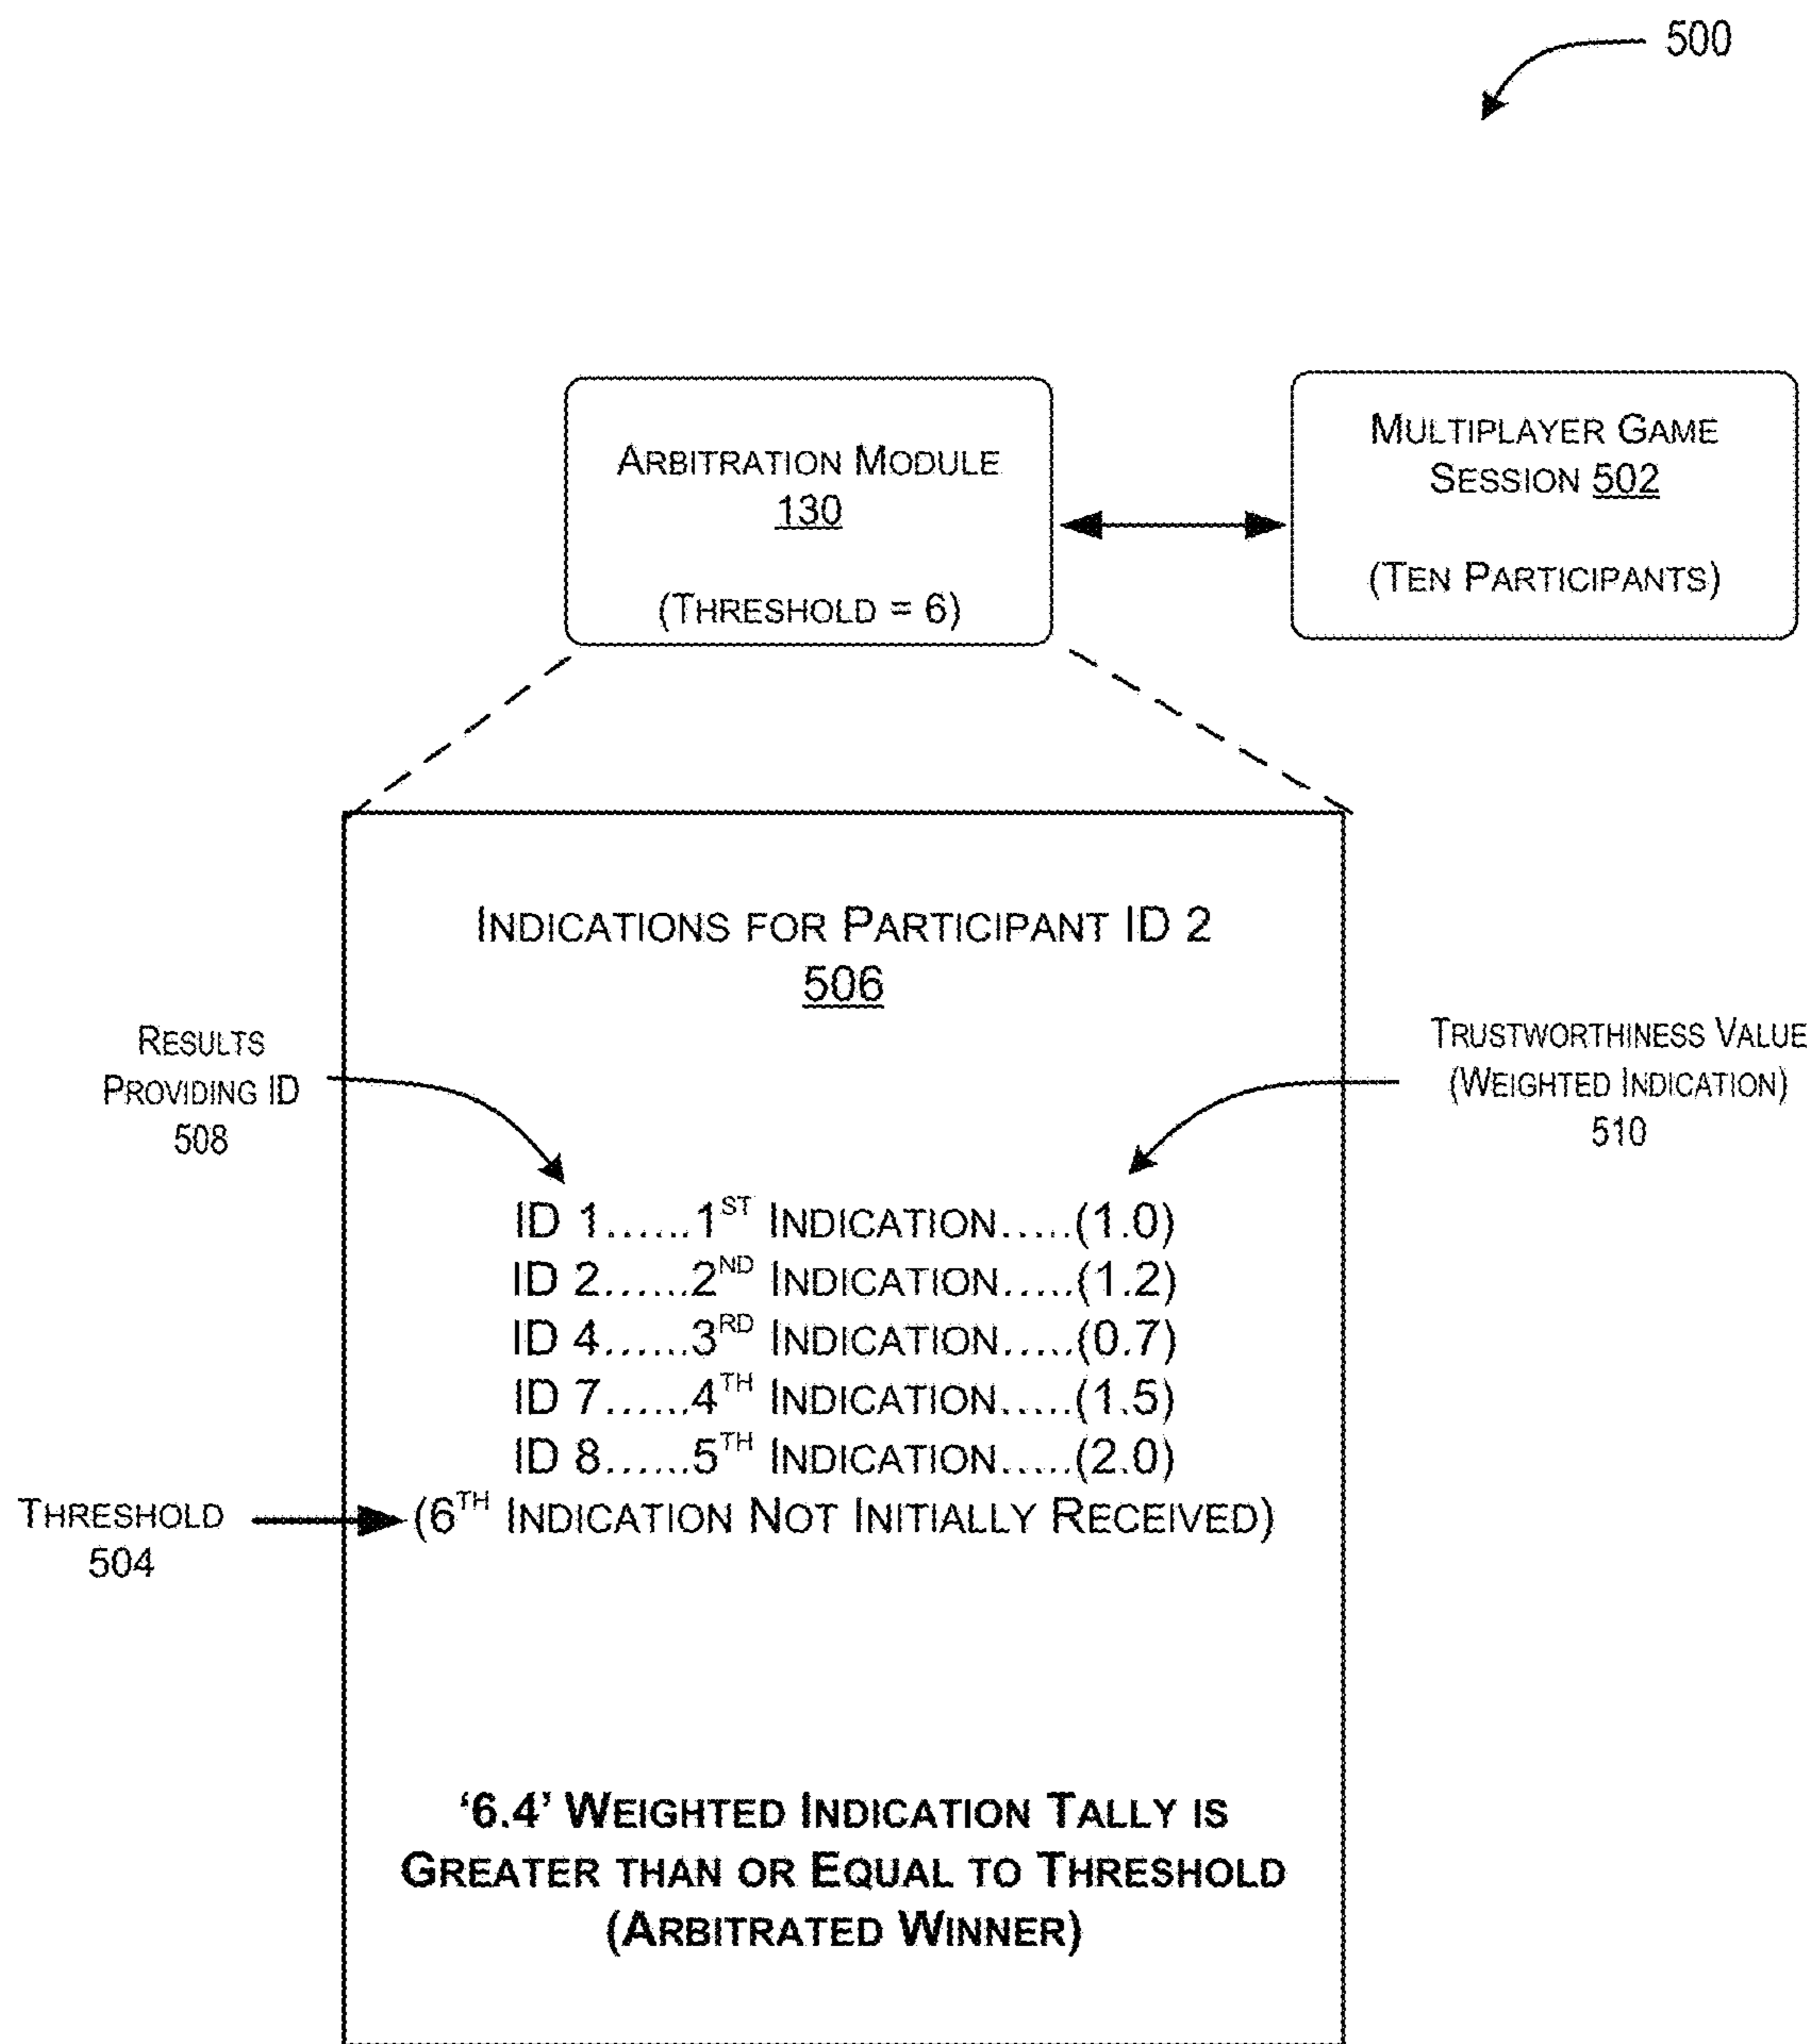 500
ARBITRATION MODULE
130
(THRESHOLD = 6)
MULTIPLAYER GAME
SESSION 502
(TEN PARTICIPANTS)
INDICATIONS FOR PARTICIPANT ID 2
506
RESULTS
PROVIDING ID
508
TRUSTWORTHINESS VALUE
(WEIGHTED INDICATION)
510
ID 1......1ST INDICATION.....(1.0)
ID 2......2ND INDICATION.....(1.2)
ID 4......3RD INDICATION.....(0.7)
ID 7......4TH INDICATION.....(1.5)
ID 8......5TH INDICATION.....(2.0)
THRESHOLD
504
(6TH INDICATION NOT INITIALLY RECEIVED)
‘6.4’ WEIGHTED INDICATION TALLY IS
GREATER THAN OR EQUAL TO THRESHOLD
(ARBITRATED WINNER)